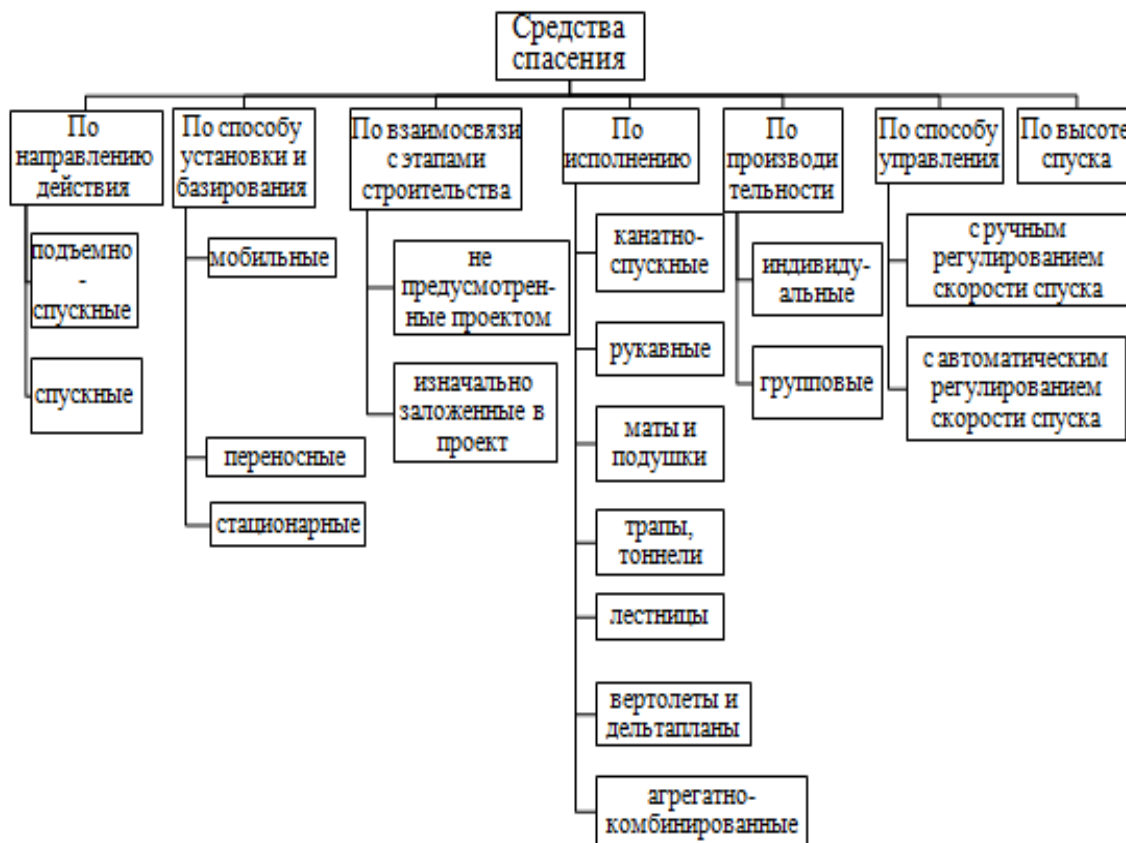 Средства
спасения
По
направлению
действия
подъемно
-
спускные
спускные
По способу
установки и
базирования
мобильные
переносные
стационарные
По взаимосвязи
с этапами
строительства
не
предусмотрен-
ные проектом
изначально
заложенные в
проект
По
исполнению
канатно-
спускные
рукавные
маты и
подушки
трапы,
тоннели
лестницы
вертолеты и
дельтапланы
агрегатно-
комбинированные
По
производи
тельности
индивиду-
альные
групповые
По способу
управления
с ручным
регулированием
скорости спуска
с автоматическим
регулированием
скорости спуска
По высоте
спуска